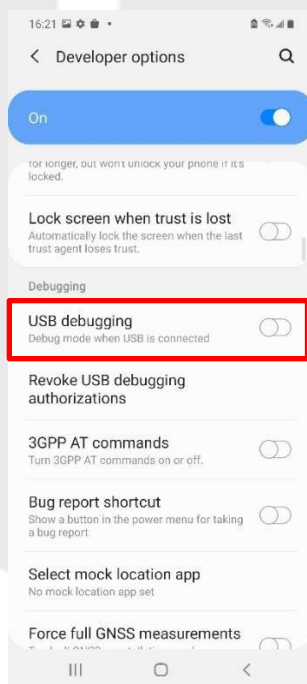 16:21
Developer options
On
for longer, but won't unlock your phone if it's
locked.
Lock screen when trust is lost
Automatically lock the screen when the last
trust agent loses trust.
Debugging
USB debugging
Debug mode when USB is connected
Revoke USB debugging
authorizations
3GPP AT commands
Turn 3GPP AT commands on or off.
Bug report shortcut
Show a button in the power menu for taking
a bug report
Select mock location app
No mock location app set
Force full GNSS measurements